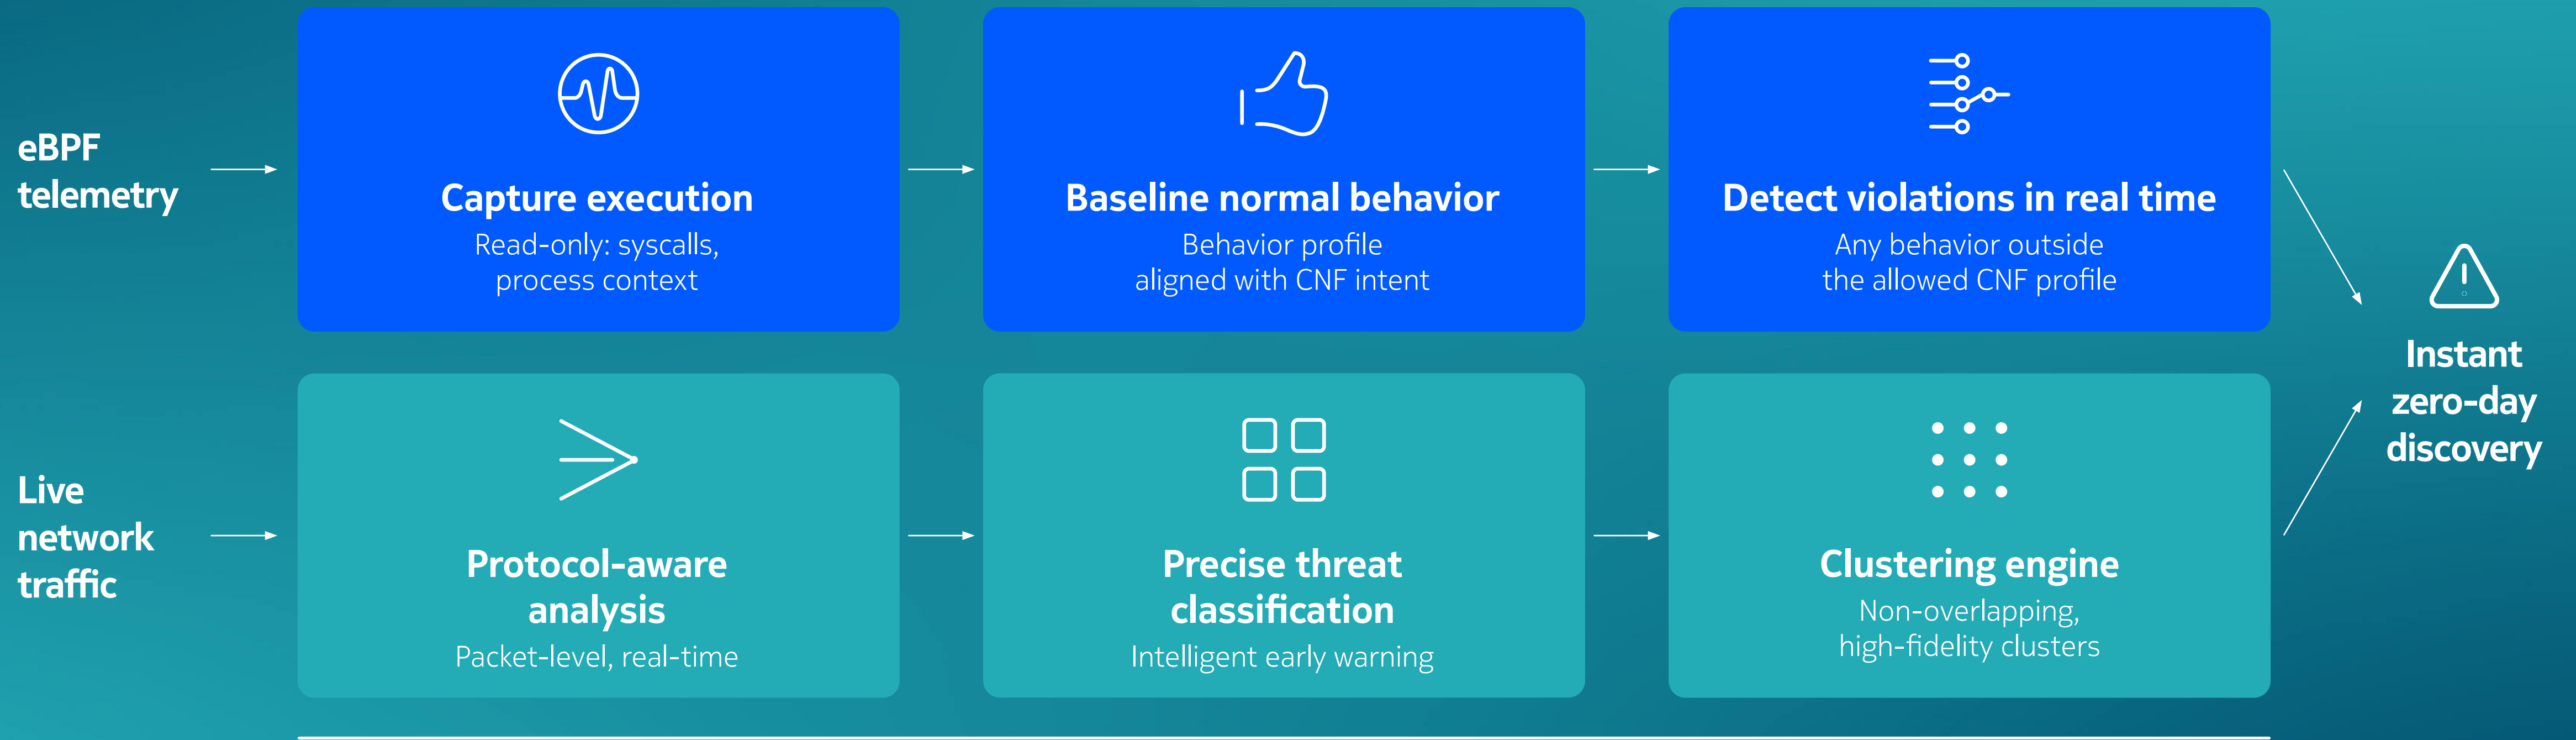 eBPF
telemetry
Capture execution
Read-only: syscalls,
process context
Baseline normal behavior
Behavior profile
aligned with CNF intent
Detect violations in real time
Any behavior outside
the allowed CNF profile
Live
network
traffic
Protocol-aware
analysis
Packet-level, real-time
Precise threat
classification
Intelligent early warning
Clustering engine
Non-overlapping,
high-fidelity clusters
Instant
zero-day
discovery